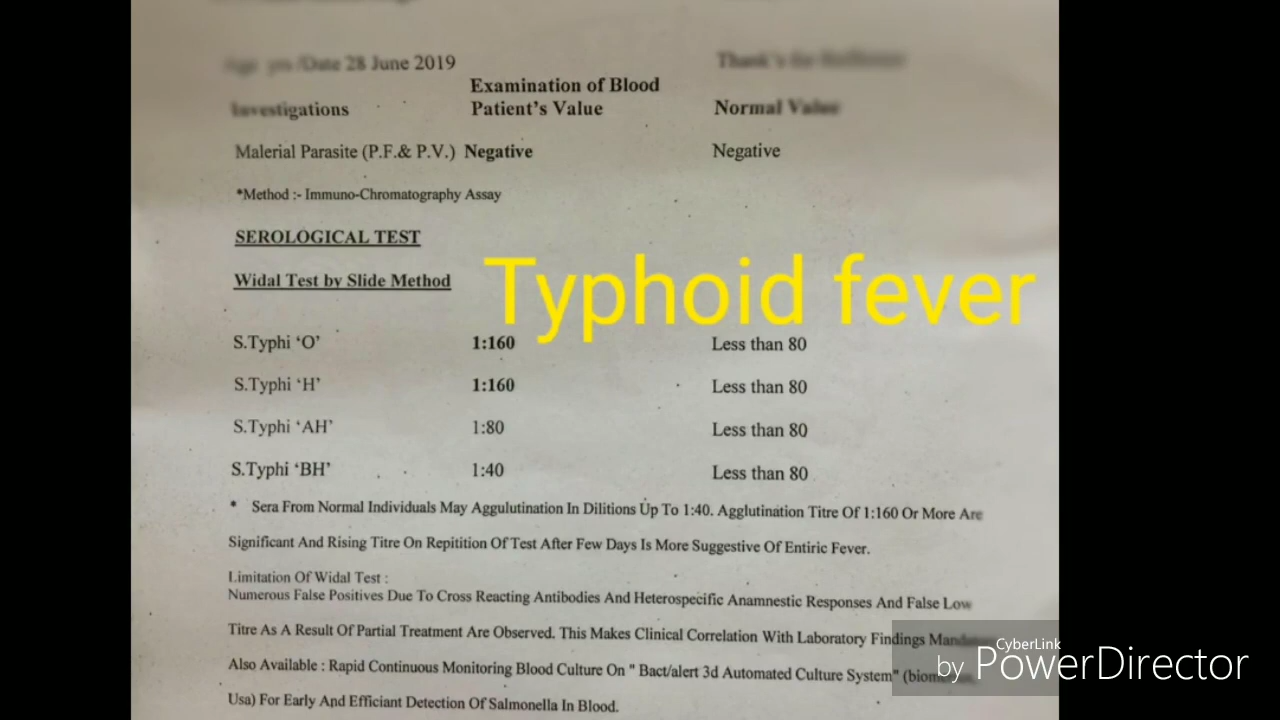 Date 28 June 2019
Examination of Blood
Investigations Patient's Value Normal Value
Malerial Parasite (P.F.& P.V.) Negative Negative
*Method :- Immuno-Chromatography Assay
SEROLOGICAL TEST
Widal Test by Slide Method
Typhoid fever
S.Typhi ‘O’ 1:160 Less than 80
S.Typhi ‘H’ 1:160 Less than 80
S.Typhi ‘AH’ 1:80 Less than 80
S.Typhi ‘BH’ 1:40 Less than 80
* Sera From Normal Individuals May Aggulutination In Dilitions Up To 1:40. Agglutination Titre Of 1:160 Or More Are
Significant And Rising Titre On Repitition Of Test After Few Days Is More Suggestive Of Entiric Fever.
Limitation Of Widal Test :
Numerous False Positives Due To Cross Reacting Antibodies And Heterospecific Anamnestic Responses And False Low
Titre As A Result Of Partial Treatment Are Observed. This Makes Clinical Correlation With Laboratory Findings
Also Available : Rapid Continuous Monitoring Blood Culture On " Bact/alert 3d Automated Culture System"
Usa) For Early And Efficiant Detection Of Salmonella In Blood.
CyberLink
by PowerDirector